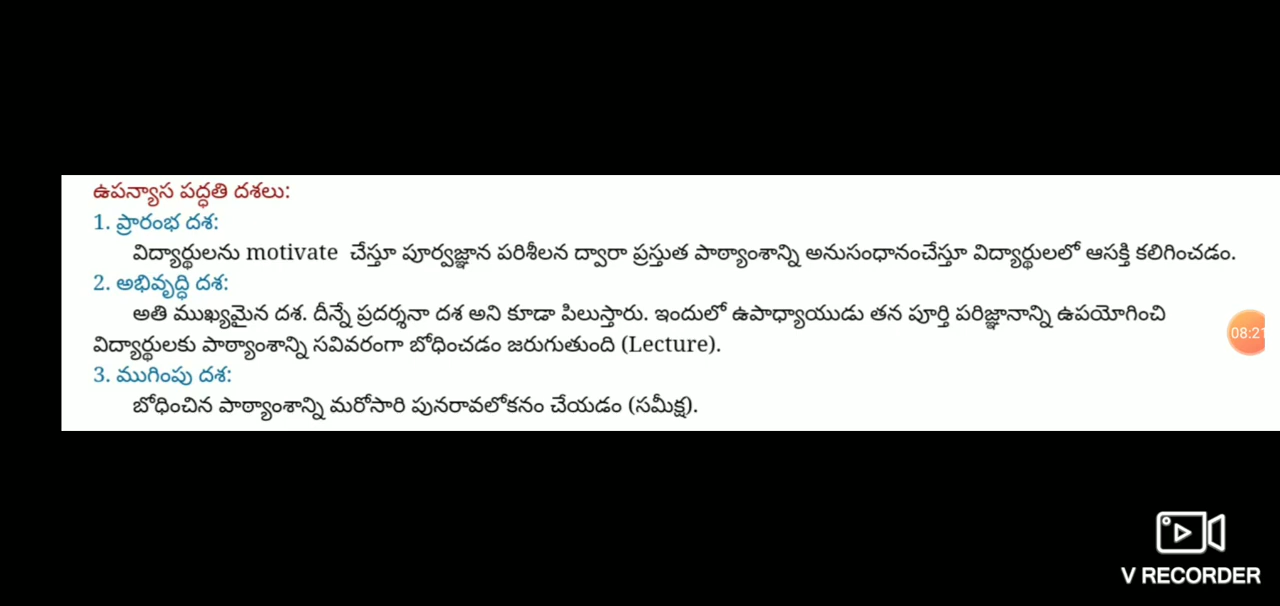 ఉపన్యాస పద్ధతి దశలు:
1. ప్రారంభ దశ:
విద్యార్థులను motivate చేస్తూ పూర్వజ్ఞాన పరిశీలన ద్వారా ప్రస్తుత పాఠ్యాంశాన్ని అనుసంధానంచేస్తూ విద్యార్థులలో ఆసక్తి కలిగించడం.
2. అభివృద్ధి దశ:
అతి ముఖ్యమైన దశ. దీన్నే ప్రదర్శనా దశ అని కూడా పిలుస్తారు. ఇందులో ఉపాధ్యాయుడు తన పూర్తి పరిజ్ఞానాన్ని ఉపయోగించి
విద్యార్థులకు పాఠ్యాంశాన్ని సవివరంగా బోధించడం జరుగుతుంది (Lecture).
08:21
3. ముగింపు దశ:
బోధించిన పాఠ్యాంశాన్ని మరోసారి పునరావలోకనం చేయడం (సమీక్ష).
V RECORDER